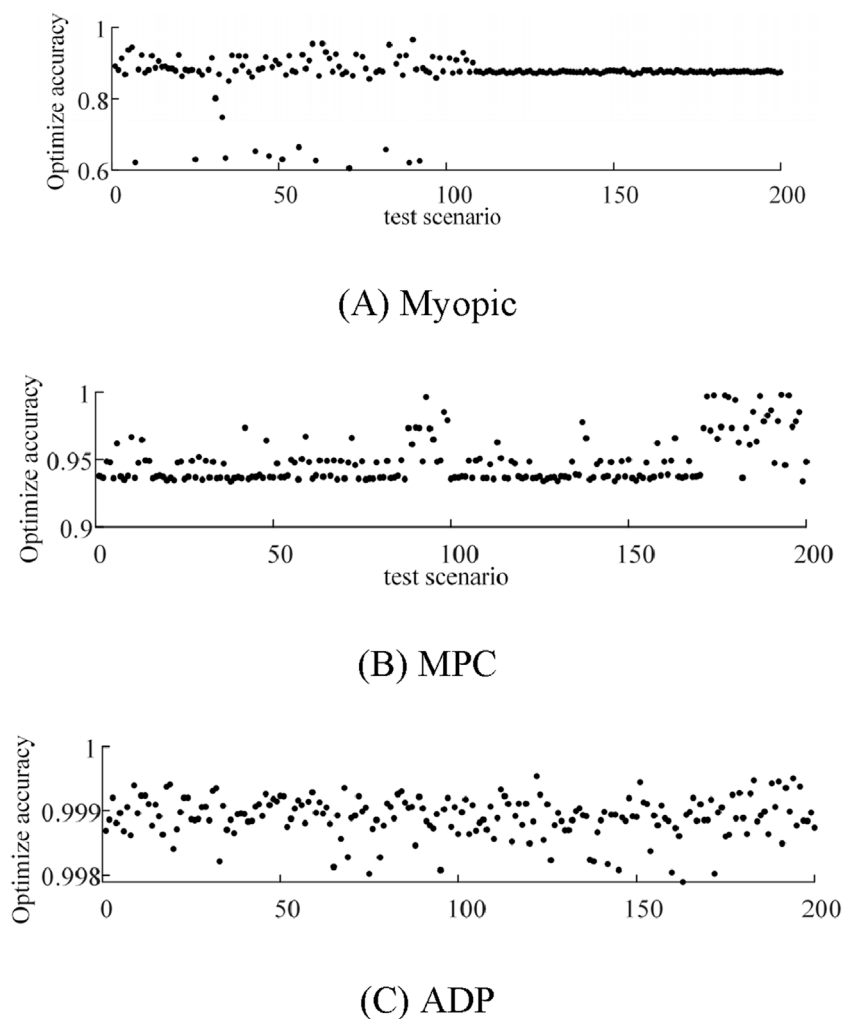 Optimize accuracy
1
0.8
0.6
0 50 100 150 200
test scenario
(A) Myopic
Optimize accuracy
1
0.95
0.9
0 50 100 150 200
test scenario
(B) MPC
Optimize accuracy
1
0.999
0.998
0 50 100 150 200
(C) ADP